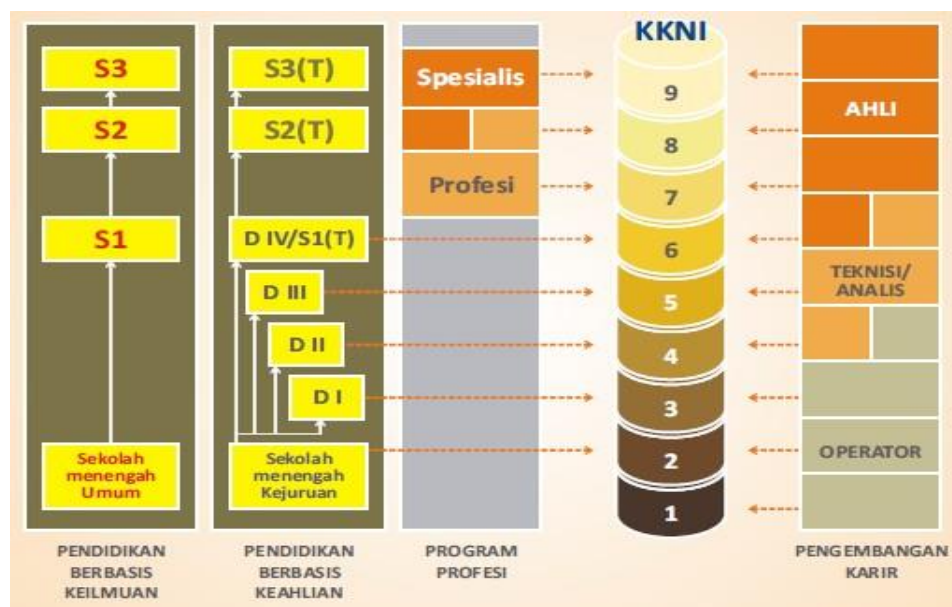 S3
S2
S1
Sekolah
menengah
Umum
PENDIDIKAN
BERBASIS
KEILMUAN
S3(T)
S2(T)
D IV/S1(T)
D III
D II
D I
Sekolah
menengah
Kejuruan
PENDIDIKAN
BERBASIS
KEAHLIAN
Spesialis
Profesi
PROGRAM
PROFESI
KKNI
9
8
7
6
5
4
3
2
1
AHLI
TEKNISI/
ANALIS
OPERATOR
PENGEMBANGAN
KARIR